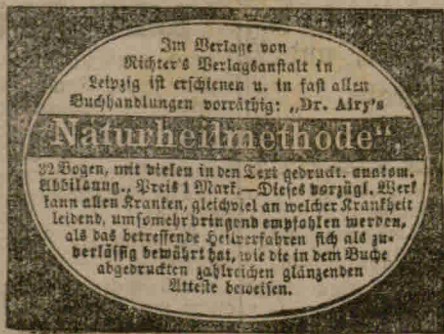 Im Verlage von
Richter's Verlagsanstalt in
Leipzig ist erschienen u. in fast allen
Buchhandlungen vorräthig: „Dr. Airy's
Naturheilmethode“,
32 Bogen, mit vielen in den Text gedruckt. anatom.
Abbildung., Preis 1 Mark.—Dieses vorzügl. Werk
kann allen Kranken, gleichviel an welcher Krankheit
leidend, umsomehr dringend empfohlen werden,
als das betreffende Heilverfahren sich als zu-
verlässig bewährt hat, wie die in dem Buche
abgedruckten zahlreichen glänzenden
Atteste beweisen.